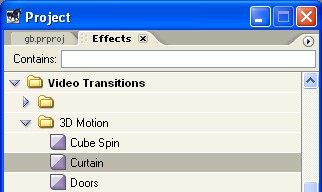 Project
gb.prproj
Effects
Contains:
Video Transitions
3D Motion
Cube Spin
Curtain
Doors